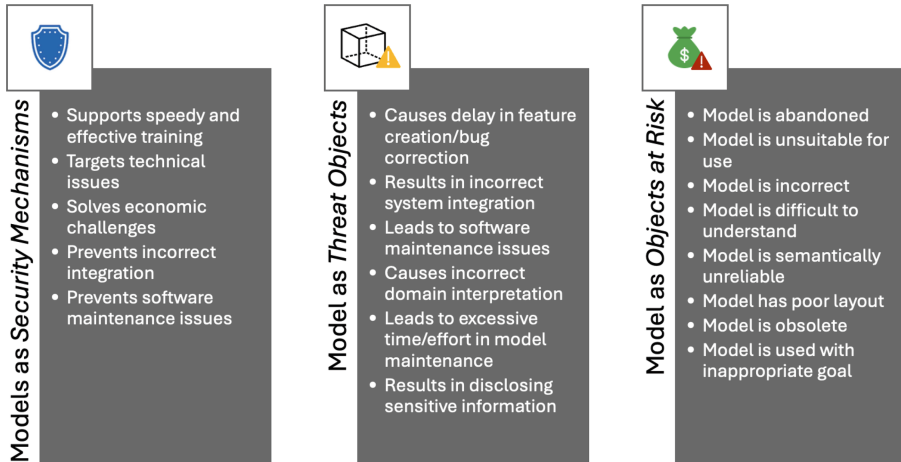 Models as Security Mechanisms
• Supports speedy and
effective training
• Targets technical
issues
• Solves economic
challenges
• Prevents incorrect
integration
• Prevents software
maintenance issues
Model as Threat Objects
• Causes delay in feature
creation/bug
correction
• Results in incorrect
system integration
• Leads to software
maintenance issues
• Causes incorrect
domain interpretation
• Leads to excessive
time/effort in model
maintenance
• Results in disclosing
sensitive information
$
Model as Objects at Risk
• Model is abandoned
• Model is unsuitable for
use
• Model is incorrect
• Model is difficult to
understand
• Model is semantically
unreliable
• Model has poor layout
• Model is obsolete
• Model is used with
inappropriate goal